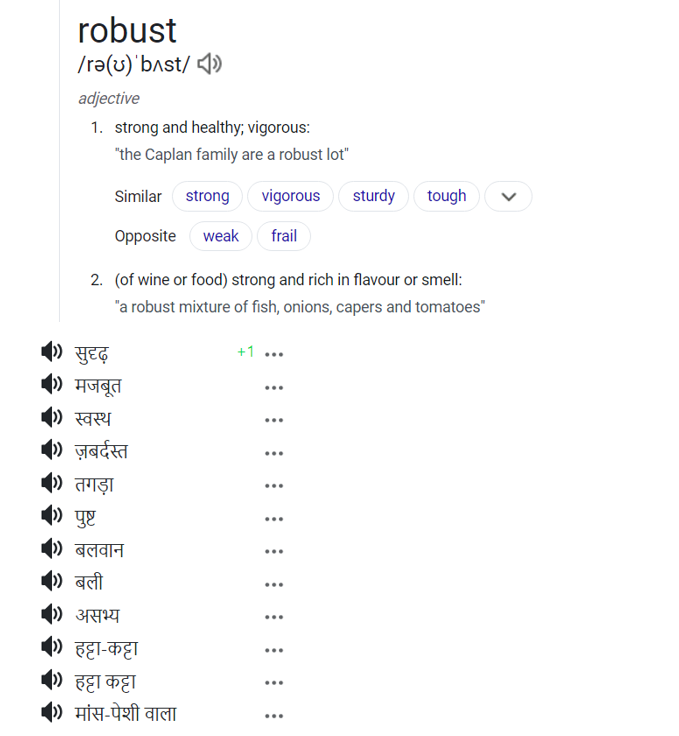 robust
/rə(ʊ)ˈbʌst/
adjective
1. strong and healthy; vigorous:
"the Caplan family are a robust lot"
Similar strong vigorous sturdy tough
Opposite weak frail
2. (of wine or food) strong and rich in flavour or smell:
"a robust mixture of fish, onions, capers and tomatoes"
सुदृढ़ +1 •••
मजबूत •••
स्वस्थ •••
ज़बर्दस्त •••
तगड़ा •••
पुष्ट •••
बलवान •••
बली •••
असभ्य •••
हट्टा-कट्टा •••
हट्टा कट्टा •••
मांस-पेशी वाला •••